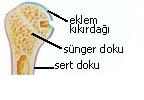 eklem
kıkırdağı
sünger doku
sert doku